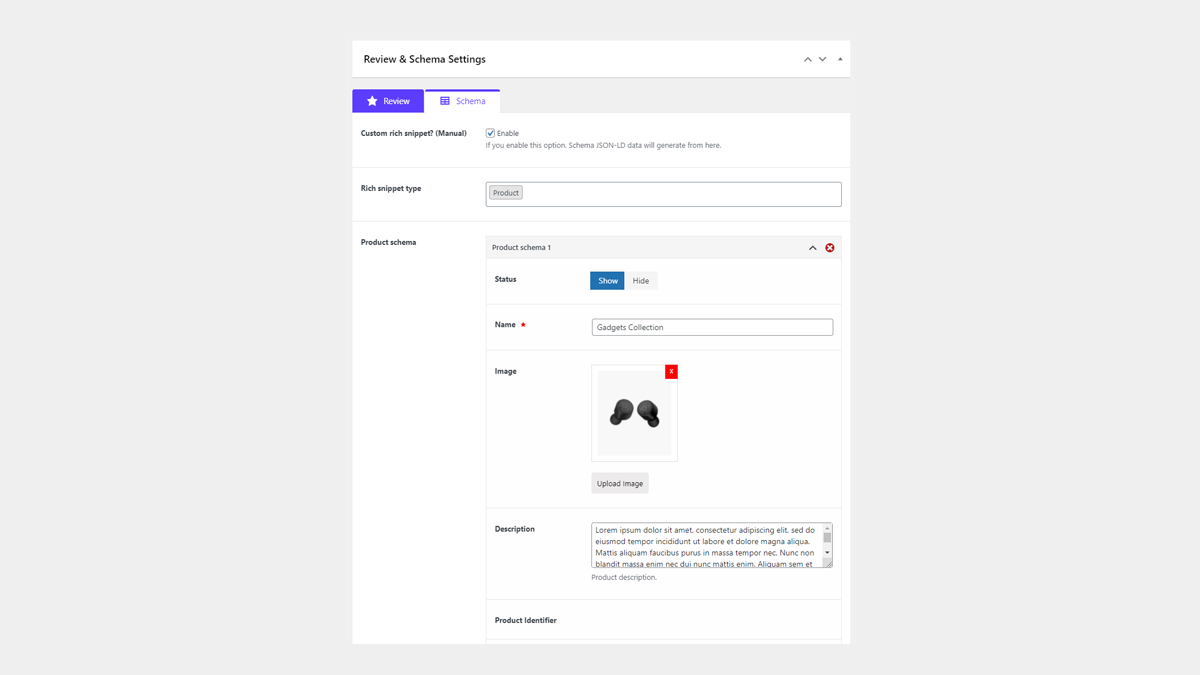 Review & Schema Settings
Review
Schema
Custom rich snippet? (Manual)
Enable
If you enable this option. Schema JSON-LD data will generate from here.
Rich snippet type
Product
Product schema
Product schema 1
Status
Show
Hide
Name *
Gadgets Collection
Image
x
Upload Image
Description
Lorem ipsum dolor sit amet, consectetur adipiscing elit, sed do
eiusmod tempor incididunt ut labore et dolore magna aliqua.
Mattis aliquam faucibus purus in massa tempor nec. Nunc non
blandit massa enim nec dui nunc mattis enim. Aliquam sem et
Product description.
Product Identifier